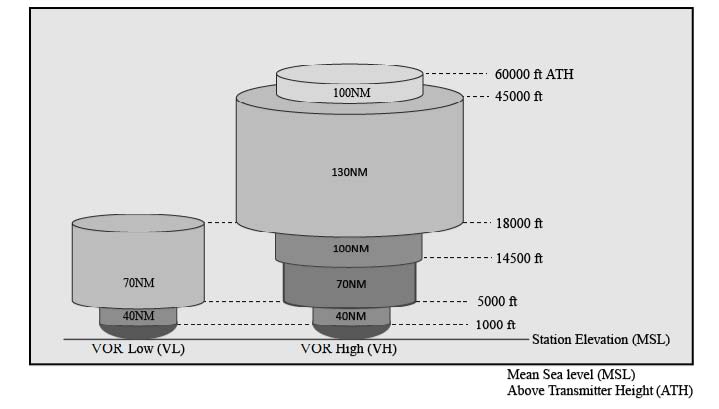 60000 ft ATH
100NM
45000 ft
130NM
18000 ft
100NM
14500 ft
70NM
70NM
5000 ft
40NM
40NM
1000 ft
Station Elevation (MSL)
VOR Low (VL)
VOR High (VH)
Mean Sea level (MSL)
Above Transmitter Height (ATH)